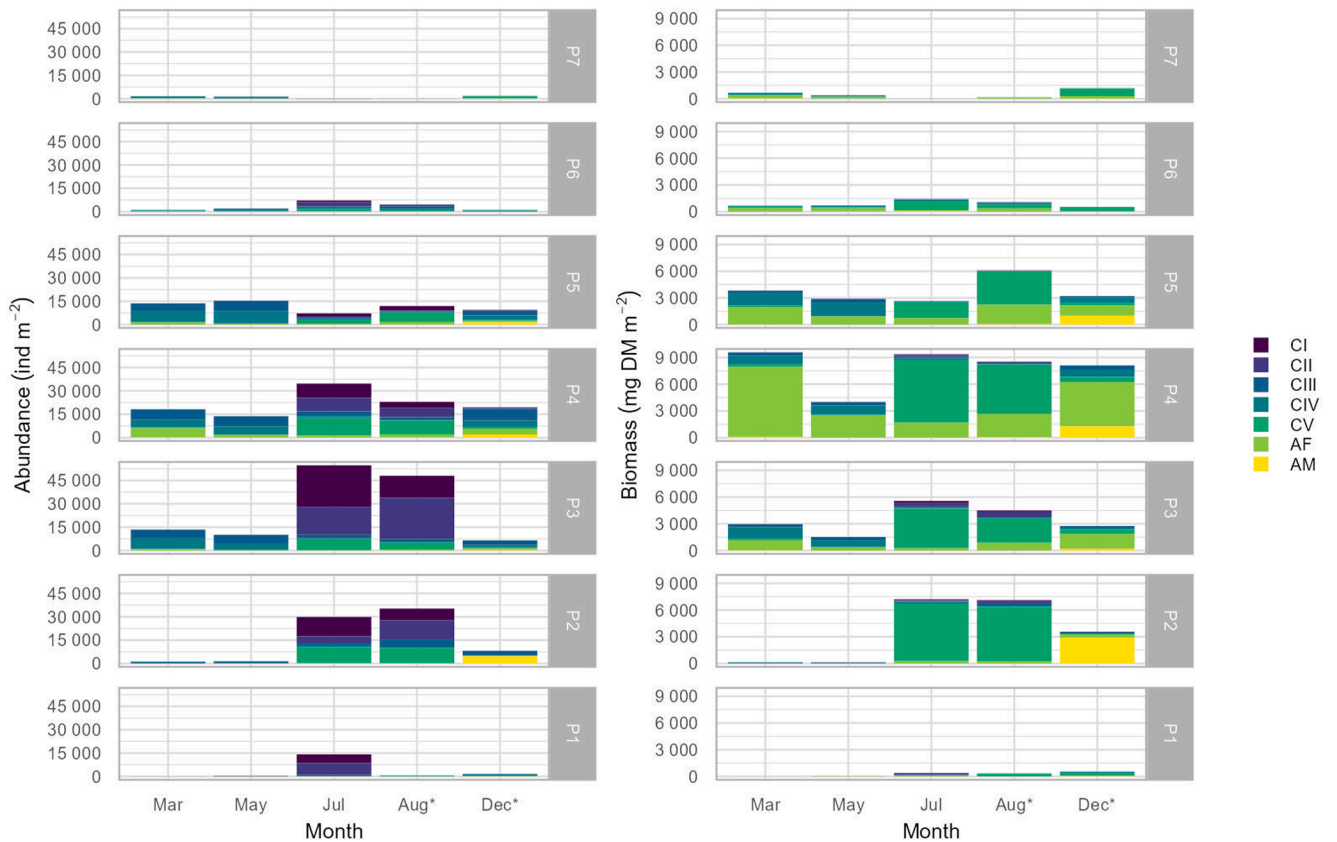 45 000
30 000
15 000
0
P7
9 000
6 000
3 000
0
P7
45 000
30 000
15 000
0
P6
9 000
6 000
3 000
0
P6
45 000
30 000
15 000
0
P5
9 000
6 000
3 000
0
P5
45 000
30 000
15 000
0
P4
9 000
6 000
3 000
0
P4
45 000
30 000
15 000
0
P3
9 000
6 000
3 000
0
P3
45 000
30 000
15 000
0
P2
9 000
6 000
3 000
0
P2
45 000
30 000
15 000
0
P1
9 000
6 000
3 000
0
P1
Abundance (ind m⁻²)
Biomass (mg DM m⁻²)
Mar May Jul Aug* Dec*
Month
Mar May Jul Aug* Dec*
Month
CI
CII
CIII
CIV
CV
AF
AM